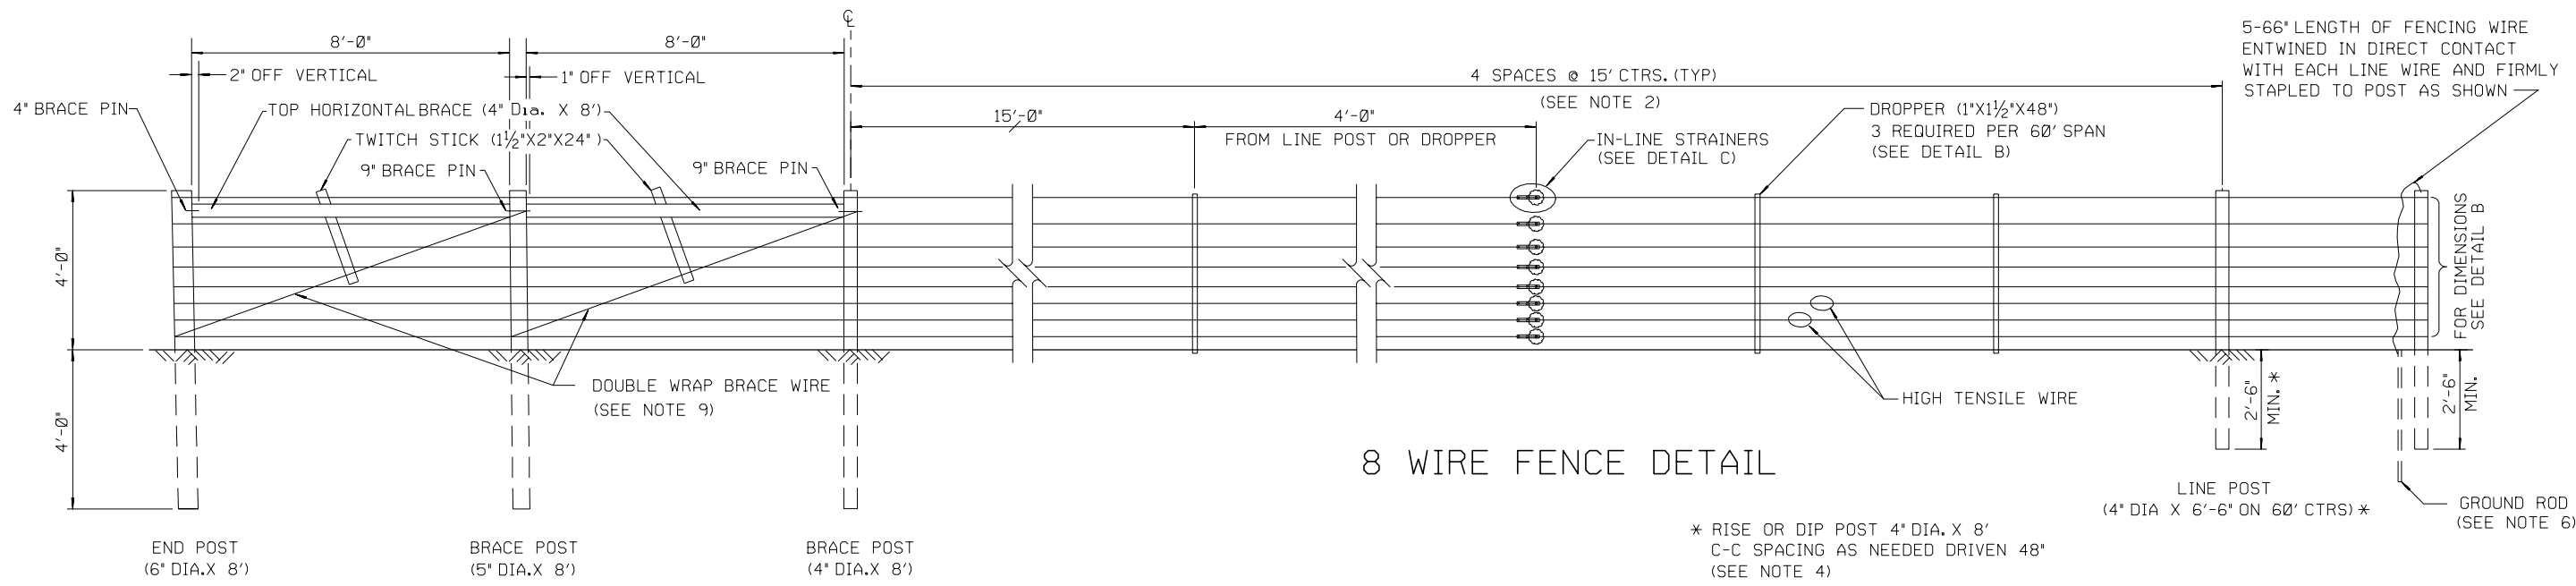 ℄
8'-0"
8'-0"
2" OFF VERTICAL
1" OFF VERTICAL
4" BRACE PIN
TOP HORIZONTAL BRACE (4" Dia. X 8')
TWITCH STICK (1½"X2"X24")
9" BRACE PIN
9" BRACE PIN
4 SPACES @ 15' CTRS. (TYP)
(SEE NOTE 2)
15'-0"
4'-0"
FROM LINE POST OR DROPPER
IN-LINE STRAINERS
(SEE DETAIL C)
DROPPER (1"X1½"X48")
3 REQUIRED PER 60' SPAN
(SEE DETAIL B)
5-66" LENGTH OF FENCING WIRE
ENTWINED IN DIRECT CONTACT
WITH EACH LINE WIRE AND FIRMLY
STAPLED TO POST AS SHOWN
4'-0"
4'-0"
FOR DIMENSIONS
SEE DETAIL B
DOUBLE WRAP BRACE WIRE
(SEE NOTE 9)
HIGH TENSILE WIRE
2'-6"
MIN. *
2'-6"
MIN.
8 WIRE FENCE DETAIL
LINE POST
(4" DIA X 6'-6" ON 60' CTRS) *
GROUND ROD
(SEE NOTE 6)
* RISE OR DIP POST 4" DIA. X 8'
C-C SPACING AS NEEDED DRIVEN 48"
(SEE NOTE 4)
END POST
(6" DIA.X 8')
BRACE POST
(5" DIA.X 8')
BRACE POST
(4" DIA.X 8')